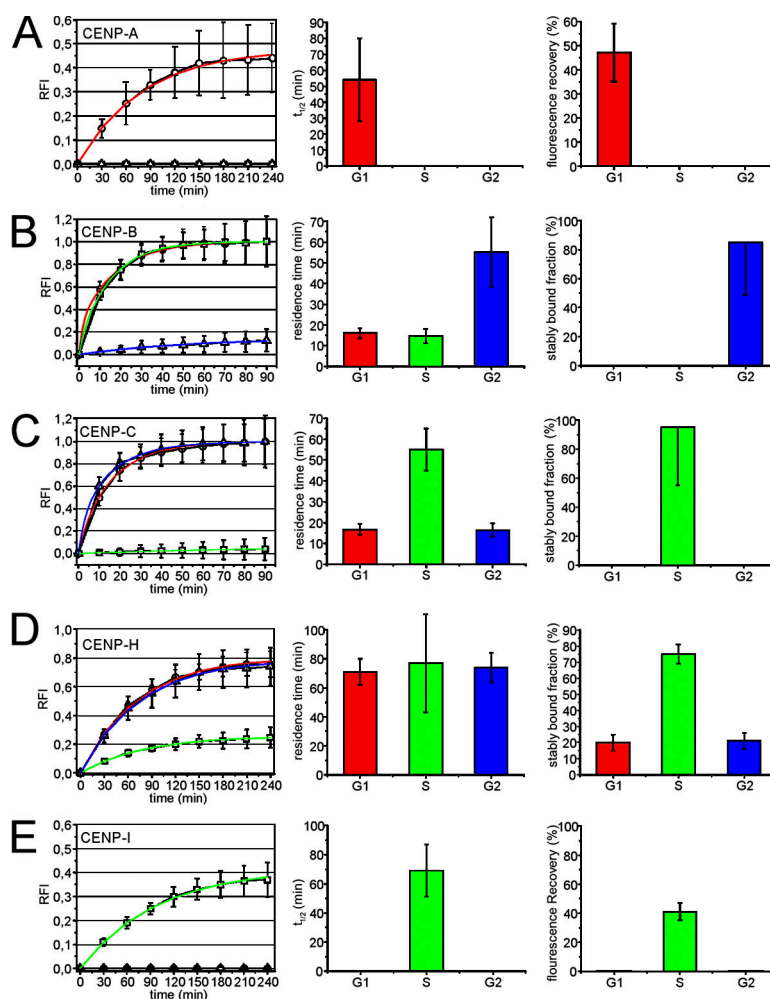 A
CENP-A
RFI
0,6
0,5
0,4
0,3
0,2
0,1
0,0
0 30 60 90 120 150 180 210 240
time (min)
t1/2 (min)
90
80
70
60
50
40
30
20
10
0
G1 S G2
fluorescence recovery (%)
60
50
40
30
20
10
0
G1 S G2
B
CENP-B
RFI
1,2
1,0
0,8
0,6
0,4
0,2
0,0
0 10 20 30 40 50 60 70 80 90
time (min)
residence time (min)
70
60
50
40
30
20
10
0
G1 S G2
stably bound fraction (%)
80
60
40
20
0
G1 S G2
C
CENP-C
RFI
1,2
1,0
0,8
0,6
0,4
0,2
0,0
0 10 20 30 40 50 60 70 80 90
time (min)
residence time (min)
70
60
50
40
30
20
10
0
G1 S G2
stably bound fraction (%)
100
80
60
40
20
0
G1 S G2
D
CENP-H
RFI
1,0
0,8
0,6
0,4
0,2
0,0
0 30 60 90 120 150 180 210 240
time (min)
residence time (min)
100
80
60
40
20
0
G1 S G2
stably bound fraction (%)
90
80
70
60
50
40
30
20
10
0
G1 S G2
E
CENP-I
RFI
0,6
0,5
0,4
0,3
0,2
0,1
0,0
0 30 60 90 120 150 180 210 240
time (min)
t1/2 (min)
100
80
60
40
20
0
G1 S G2
flourescence Recovery (%)
100
80
60
40
20
0
G1 S G2